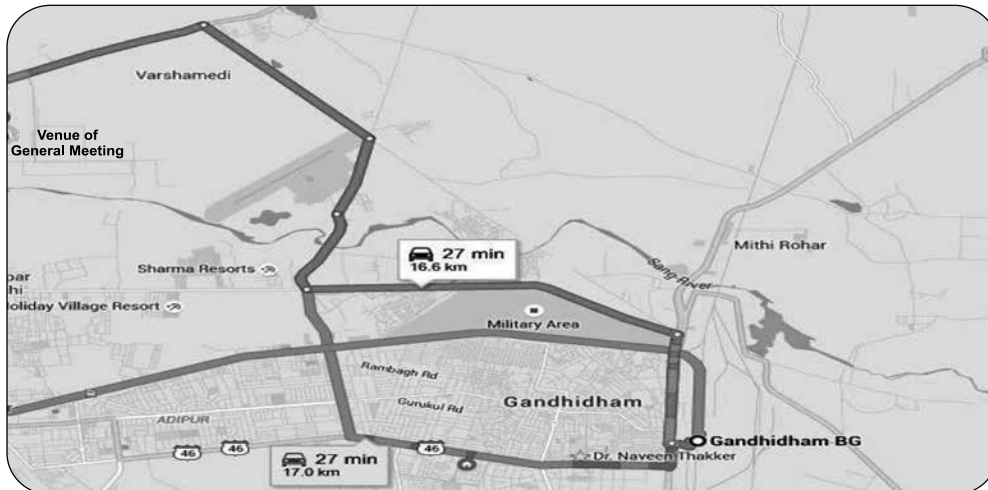 Varshamedi
Venue of
General Meeting
27 min
16.6 km
Mithi Rohar
Sharma Resorts
Sang River
Holiday Village Resort
Military Area
Rambagh Rd
Gurukul Rd
Gandhidham
ADIPUR
46
46
46
Gandhidham BG
Dr. Naveen Thakker
27 min
17.0 km